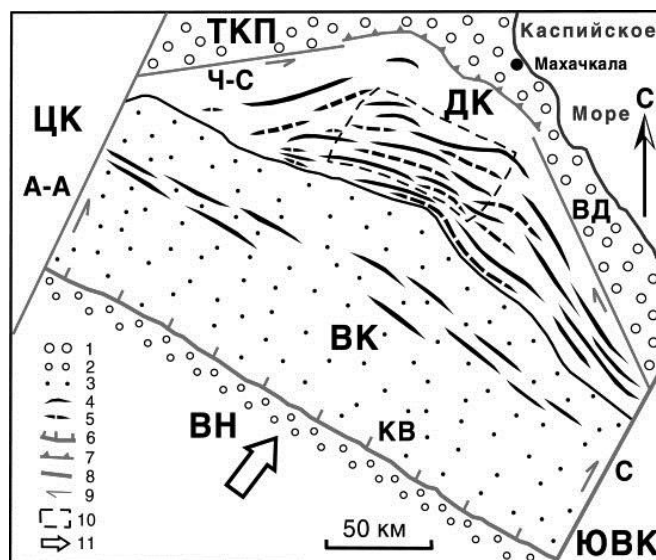 ТКП
Каспийское
Махачкала
Ч-С
ДК
Море
С
ЦК
А-А
ВД
ВК
1
2
3
4
5
6
7
8
9
10
11
ВН
КВ
С
50 км
ЮВК